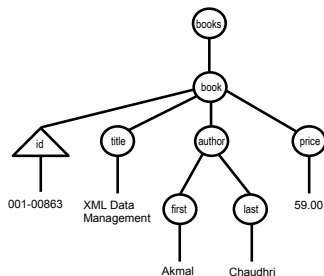 books
book
id
title
author
price
001-00863
XML Data
Management
first
last
59.00
Akmal
Chaudhri